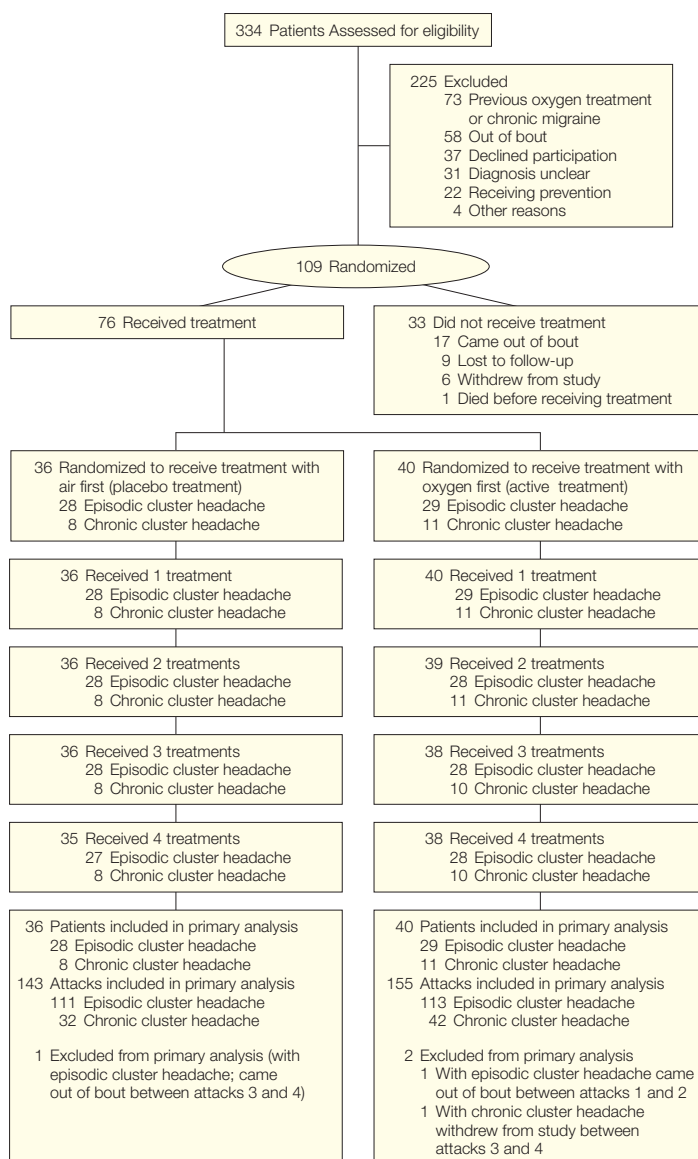 334 Patients Assessed for eligibility
225 Excluded
73 Previous oxygen treatment
or chronic migraine
58 Out of bout
37 Declined participation
31 Diagnosis unclear
22 Receiving prevention
4 Other reasons
109 Randomized
76 Received treatment
33 Did not receive treatment
17 Came out of bout
9 Lost to follow-up
6 Withdrew from study
1 Died before receiving treatment
36 Randomized to receive treatment with
air first (placebo treatment)
28 Episodic cluster headache
8 Chronic cluster headache
40 Randomized to receive treatment with
oxygen first (active treatment)
29 Episodic cluster headache
11 Chronic cluster headache
36 Received 1 treatment
28 Episodic cluster headache
8 Chronic cluster headache
40 Received 1 treatment
29 Episodic cluster headache
11 Chronic cluster headache
36 Received 2 treatments
28 Episodic cluster headache
8 Chronic cluster headache
39 Received 2 treatments
28 Episodic cluster headache
11 Chronic cluster headache
36 Received 3 treatments
28 Episodic cluster headache
8 Chronic cluster headache
38 Received 3 treatments
28 Episodic cluster headache
10 Chronic cluster headache
35 Received 4 treatments
27 Episodic cluster headache
8 Chronic cluster headache
38 Received 4 treatments
28 Episodic cluster headache
10 Chronic cluster headache
36 Patients included in primary analysis
28 Episodic cluster headache
8 Chronic cluster headache
143 Attacks included in primary analysis
111 Episodic cluster headache
32 Chronic cluster headache
1 Excluded from primary analysis (with
episodic cluster headache; came
out of bout between attacks 3 and 4)
40 Patients included in primary analysis
29 Episodic cluster headache
11 Chronic cluster headache
155 Attacks included in primary analysis
113 Episodic cluster headache
42 Chronic cluster headache
2 Excluded from primary analysis
1 With episodic cluster headache came
out of bout between attacks 1 and 2
1 With chronic cluster headache
withdrew from study between
attacks 3 and 4